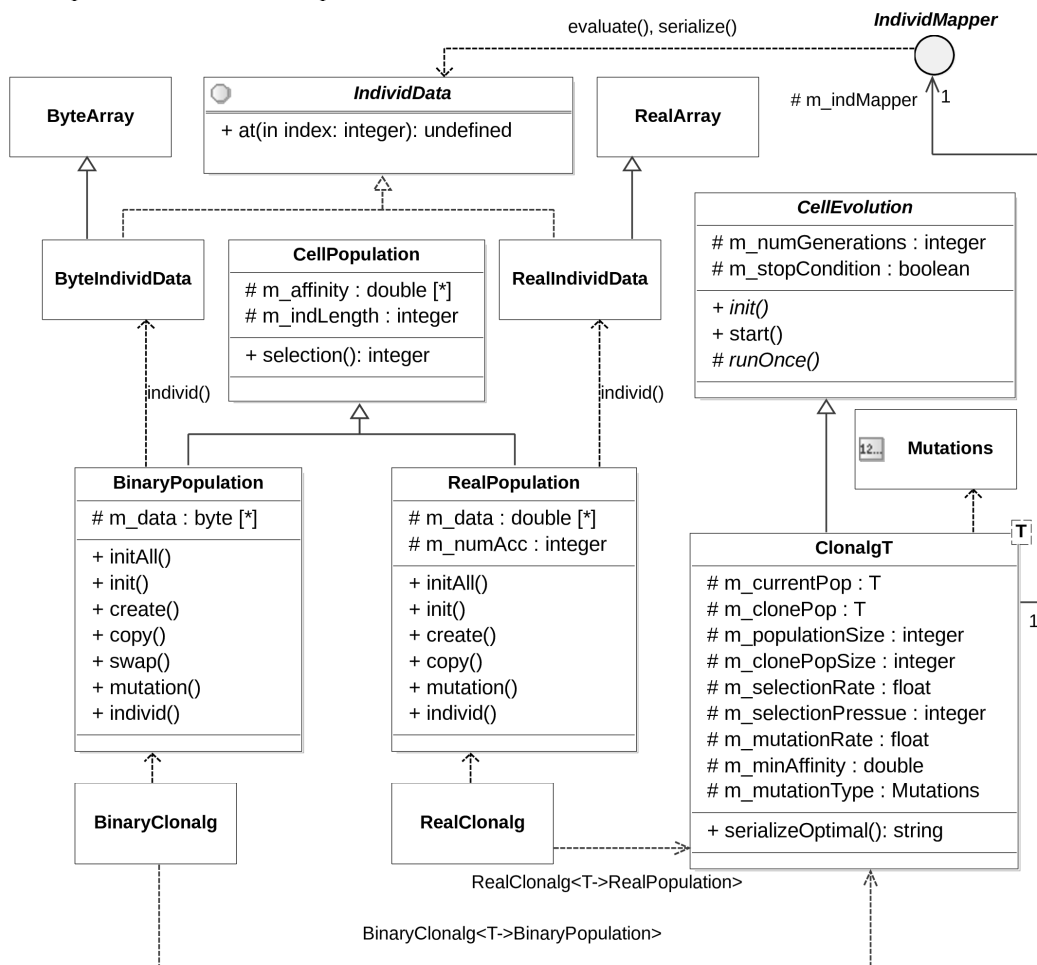 IndividMapper
evaluate(), serialize()
# m_indMapper
1
ByteArray
IndividData
+ at(in index: integer): undefined
RealArray
ByteIndividData
CellPopulation
# m_affinity : double [*]
# m_indLength : integer
+ selection(): integer
RealIndividData
CellEvolution
# m_numGenerations : integer
# m_stopCondition : boolean
+ init()
+ start()
# runOnce()
individ()
individ()
12...
Mutations
BinaryPopulation
# m_data : byte [*]
+ initAll()
+ init()
+ create()
+ copy()
+ swap()
+ mutation()
+ individ()
RealPopulation
# m_data : double [*]
# m_numAcc : integer
+ initAll()
+ init()
+ create()
+ copy()
+ mutation()
+ individ()
T
ClonalgT
# m_currentPop : T
# m_clonePop : T
# m_populationSize : integer
# m_clonePopSize : integer
# m_selectionRate : float
# m_selectionPressue : integer
# m_mutationRate : float
# m_minAffinity : double
# m_mutationType : Mutations
+ serializeOptimal(): string
1
BinaryClonalg
RealClonalg
RealClonalg<T->RealPopulation>
BinaryClonalg<T->BinaryPopulation>